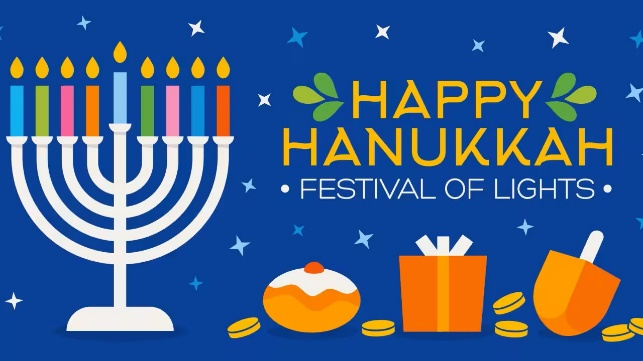 HAPPY
HANUKKAH
• FESTIVAL OF LIGHTS •